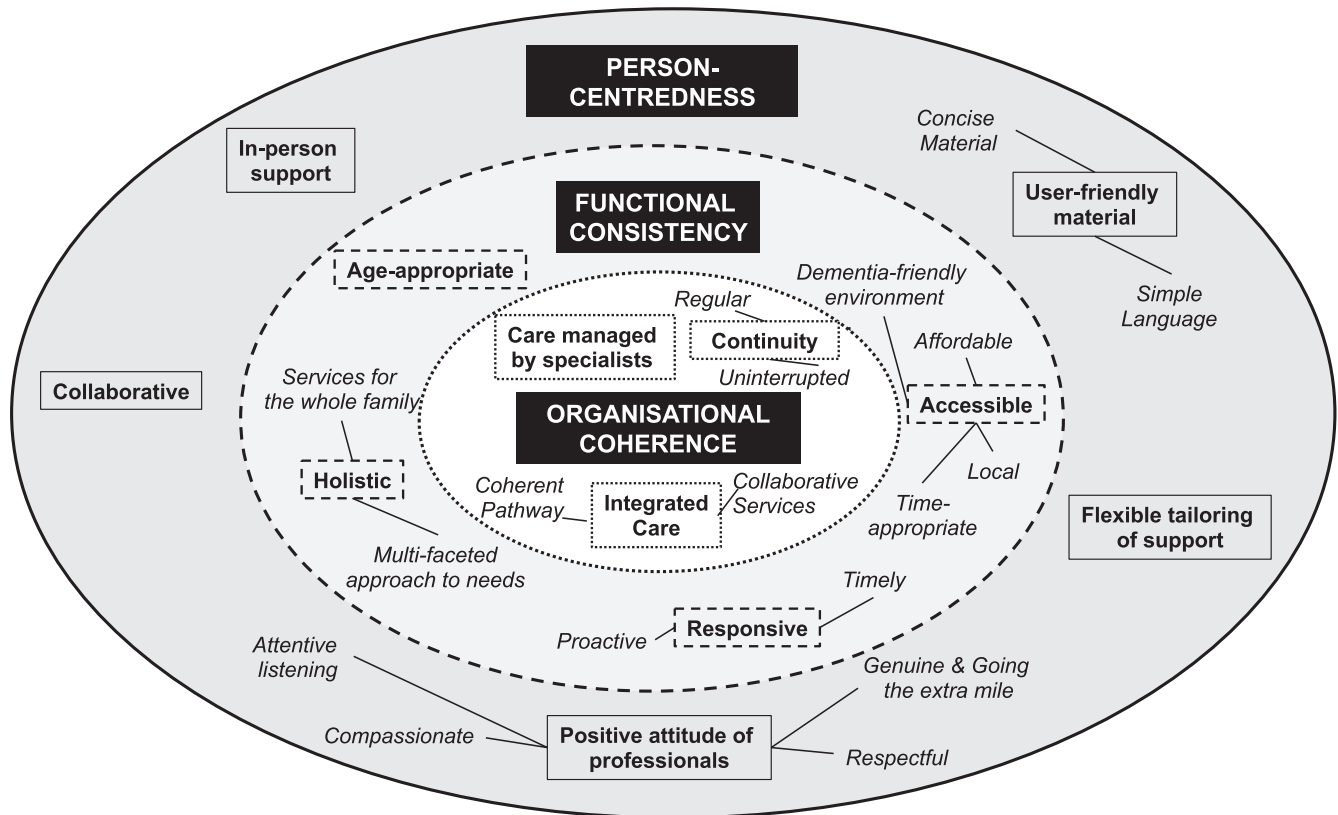 PERSON-
CENTREDNESS
Concise
Material
In-person
support
User-friendly
material
Simple
Language
FUNCTIONAL
CONSISTENCY
Age-appropriate
Dementia-friendly
environment
Regular
Care managed
by specialists
Continuity
Uninterrupted
Affordable
Accessible
Local
Time-
appropriate
Collaborative
Services for
the whole family
Holistic
Multi-faceted
approach to needs
ORGANISATIONAL
COHERENCE
Coherent
Pathway
Integrated
Care
Collaborative
Services
Flexible tailoring
of support
Timely
Proactive
Responsive
Attentive
listening
Compassionate
Positive attitude of
professionals
Genuine & Going
the extra mile
Respectful